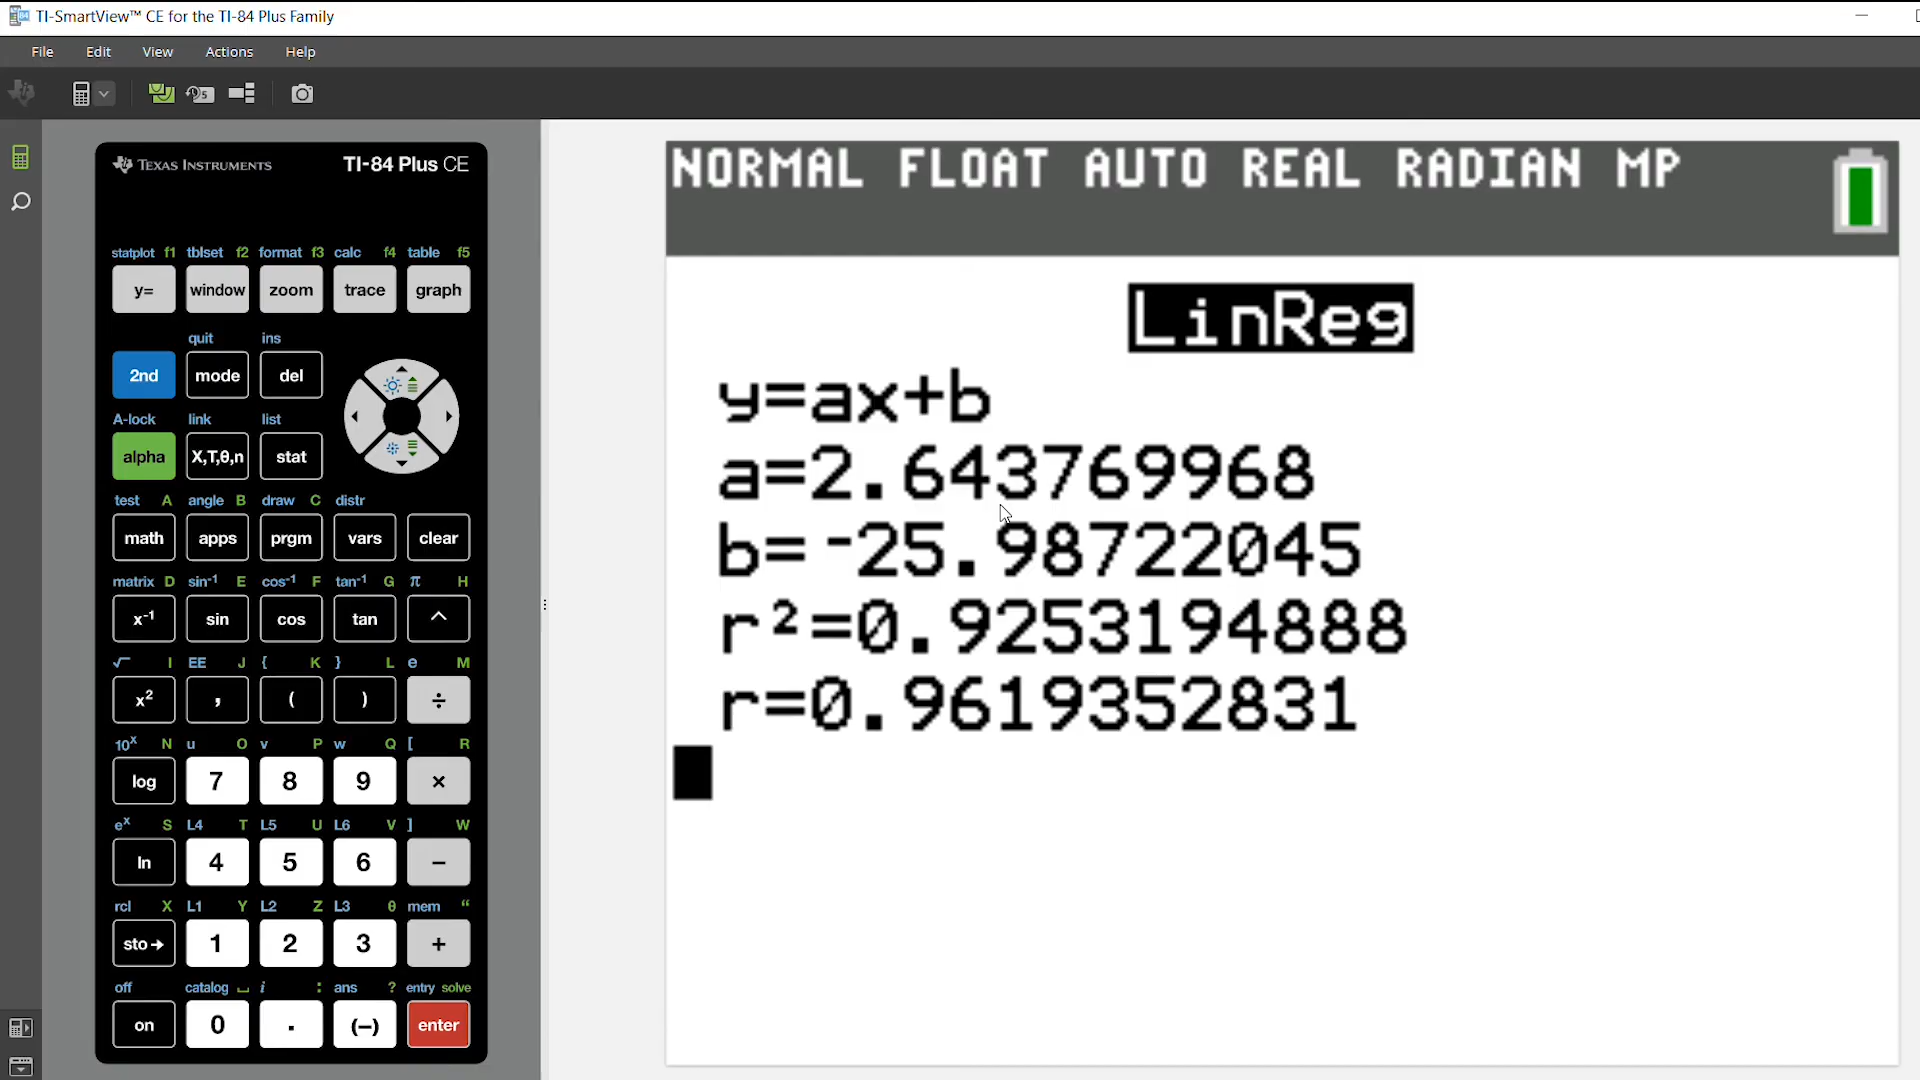 TI-SmartView™ CE for the TI-84 Plus Family
File Edit View Actions Help
TEXAS INSTRUMENTS TI-84 Plus CE
statplot f1 tblset f2 format f3 calc f4 table f5
y= window zoom trace graph
quit ins
2nd mode del
A-lock link list
alpha X,T,θ,n stat
test A angle B draw C distr
math apps prgm vars clear
matrix D sin⁻¹ E cos⁻¹ F tan⁻¹ G π H
x⁻¹ sin cos tan ^
√ I EE J { K } L e M
x² , ( ) ÷
10ˣ N u O v P w Q [ R
log 7 8 9 ×
eˣ S L4 T L5 U L6 V ] W
ln 4 5 6 −
rcl X L1 Y L2 Z L3 θ mem “
sto→ 1 2 3 +
off catalog ⎵ i : ans ? entry solve
on 0 . (−) enter
NORMAL FLOAT AUTO REAL RADIAN MP
LinReg
y=ax+b
a=2.643769968
b=⁻25.98722045
r²=0.9253194888
r=0.9619352831